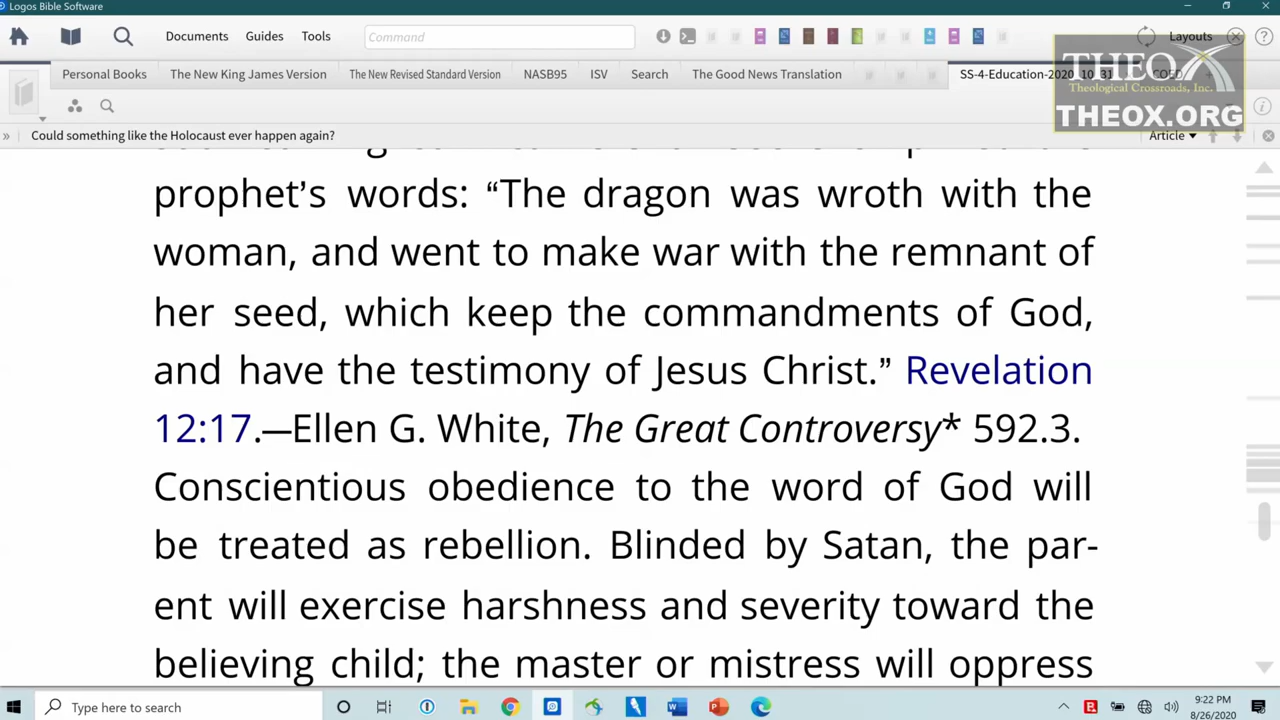 Logos Bible Software
Documents Guides Tools Command Layouts
Personal Books The New King James Version The New Revised Standard Version NASB95 ISV Search The Good News Translation SS-4-Education-2020 10 31
THEOX
Theological Crossroads, Inc.
THEOX.ORG
Could something like the Holocaust ever happen again? Article
prophet's words: “The dragon was wroth with the
woman, and went to make war with the remnant of
her seed, which keep the commandments of God,
and have the testimony of Jesus Christ.” Revelation
12:17.—Ellen G. White, The Great Controversy* 592.3.
Conscientious obedience to the word of God will
be treated as rebellion. Blinded by Satan, the par-
ent will exercise harshness and severity toward the
believing child; the master or mistress will oppress
Type here to search
9:22 PM
8/26/2020